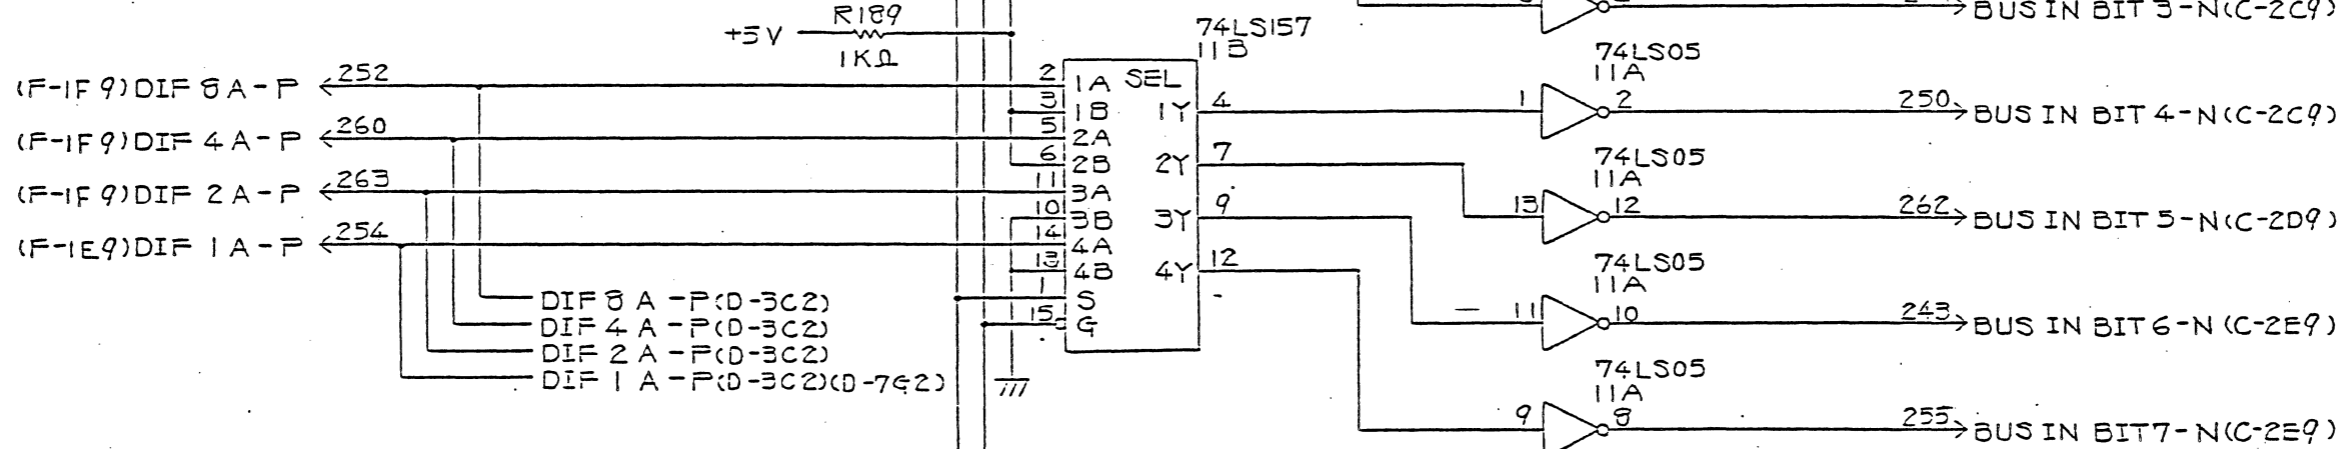 R189
+5V
1KΩ
74LS157
11B
BUS IN BIT 3-N(C-2C9)
74LS05
11A
(F-1F9)DIF 8A-P
252
2
1A
SEL
3
1B
1Y
4
1
2
250
BUS IN BIT 4-N(C-2C9)
(F-1F9)DIF 4A-P
260
5
2A
74LS05
11A
6
2B
2Y
7
(F-1F9)DIF 2A-P
263
11
3A
13
12
262
BUS IN BIT 5-N(C-2D9)
10
3B
3Y
9
(F-1E9)DIF 1A-P
254
14
4A
74LS05
11A
13
4B
4Y
12
DIF 8 A-P(D-3C2)
1
S
DIF 4 A-P(D-3C2)
15
G
11
10
243
BUS IN BIT 6-N(C-2E9)
DIF 2 A-P(D-3C2)
DIF 1 A-P(D-3C2)(D-7G2)
74LS05
11A
9
8
255
BUS IN BIT 7-N(C-2E9)